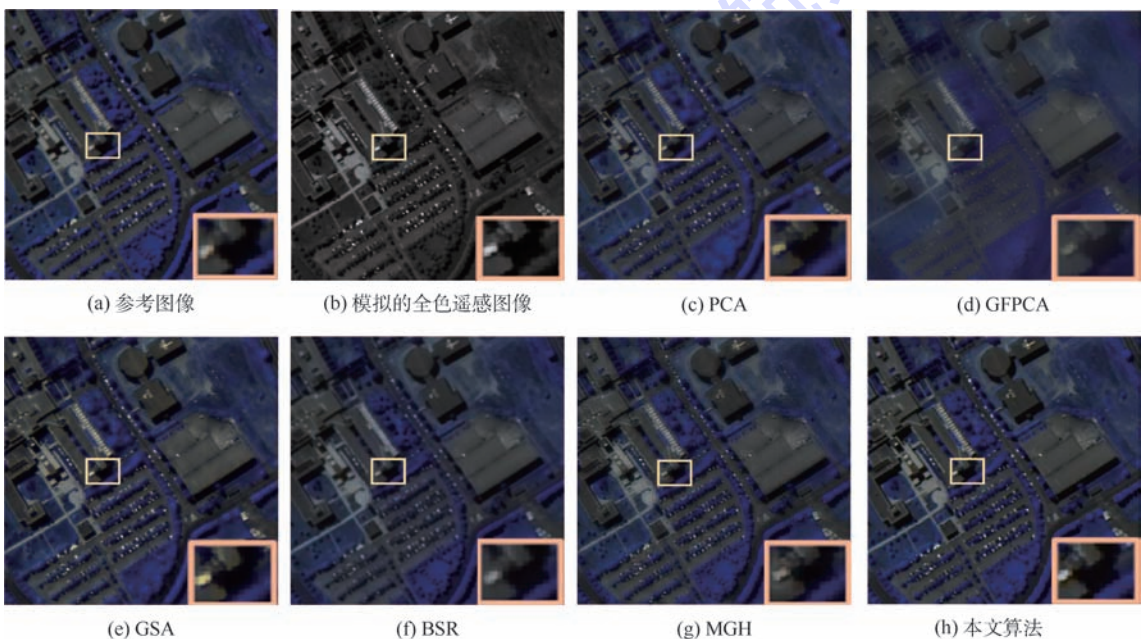 (a) 参考图像
(b) 模拟的全色遥感图像
(c) PCA
(d) GFPCA
(e) GSA
(f) BSR
(g) MGH
(h) 本文算法